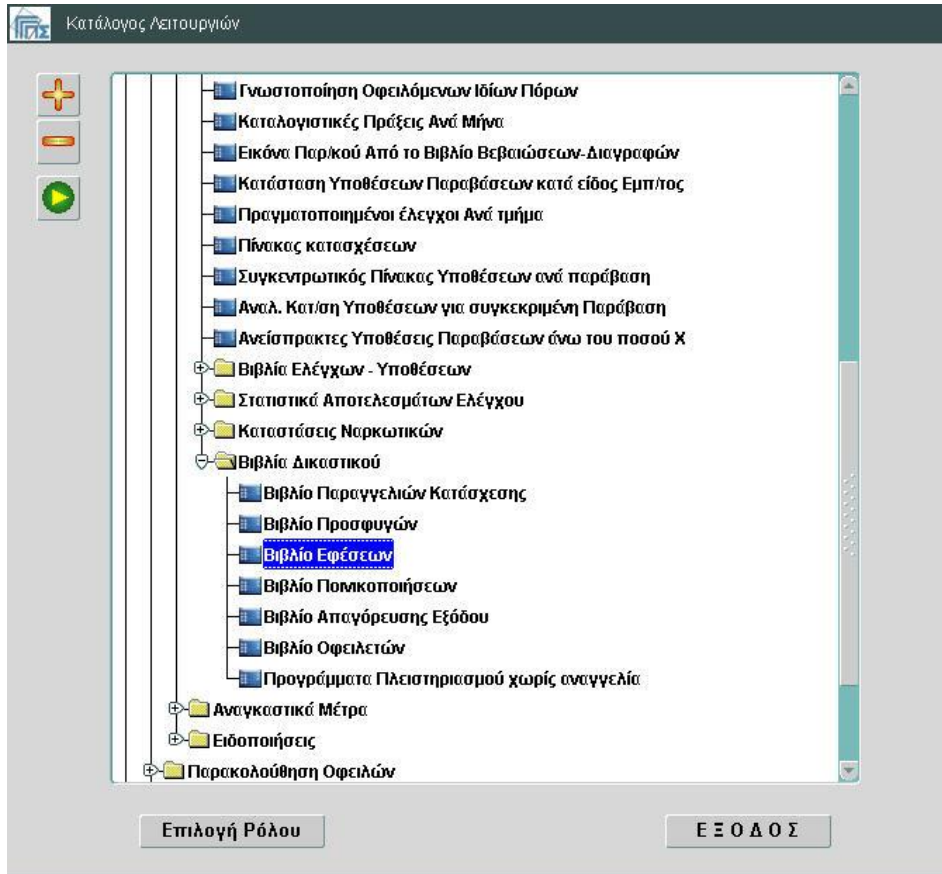 Κατάλογος Λειτουργιών
Γνωστοποίηση Οφειλόμενων Ιδίων Πόρων
Καταλογιστικές Πράξεις Ανά Μήνα
Εικόνα Παρ/κού Από το Βιβλίο Βεβαιώσεων-Διαγραφών
Κατάσταση Υποθέσεων Παραβάσεων κατά είδος Εμπ/τος
Πραγματοποιημένοι έλεγχοι Ανά τμήμα
Πίνακας κατασχέσεων
Συγκεντρωτικός Πίνακας Υποθέσεων ανά παράβαση
Αναλ. Κατ/ση Υποθέσεων για συγκεκριμένη Παράβαση
Ανείσπρακτες Υποθέσεις Παραβάσεων άνω του ποσού Χ
Βιβλία Ελέγχων - Υποθέσεων
Στατιστικά Αποτελεσμάτων Ελέγχου
Καταστάσεις Ναρκωτικών
Βιβλία Δικαστικού
Βιβλίο Παραγγελιών Κατάσχεσης
Βιβλίο Προσφυγών
Βιβλίο Εφέσεων
Βιβλίο Ποινικοποιήσεων
Βιβλίο Απαγόρευσης Εξόδου
Βιβλίο Οφειλετών
Προγράμματα Πλειστηριασμού χωρίς αναγγελία
Αναγκαστικά Μέτρα
Ειδοποιήσεις
Παρακολούθηση Οφειλών
Επιλογή Ρόλου
Ε Ξ Ο Δ Ο Σ